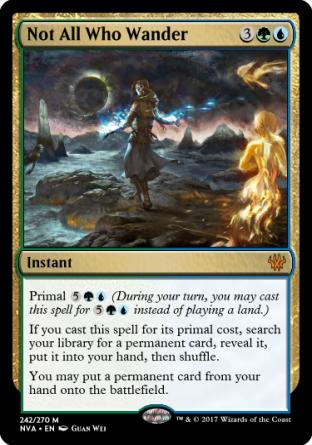 Not All Who Wander 3
Instant
Primal 5 (During your turn, you may cast
this spell for 5 instead of playing a land.)
If you cast this spell for its primal cost, search
your library for a permanent card, reveal it,
put it into your hand, then shuffle.
You may put a permanent card from your
hand onto the battlefield.
242/270 M
NVA • EN GUAN WEI ™ & © 2017 Wizards of the Coast